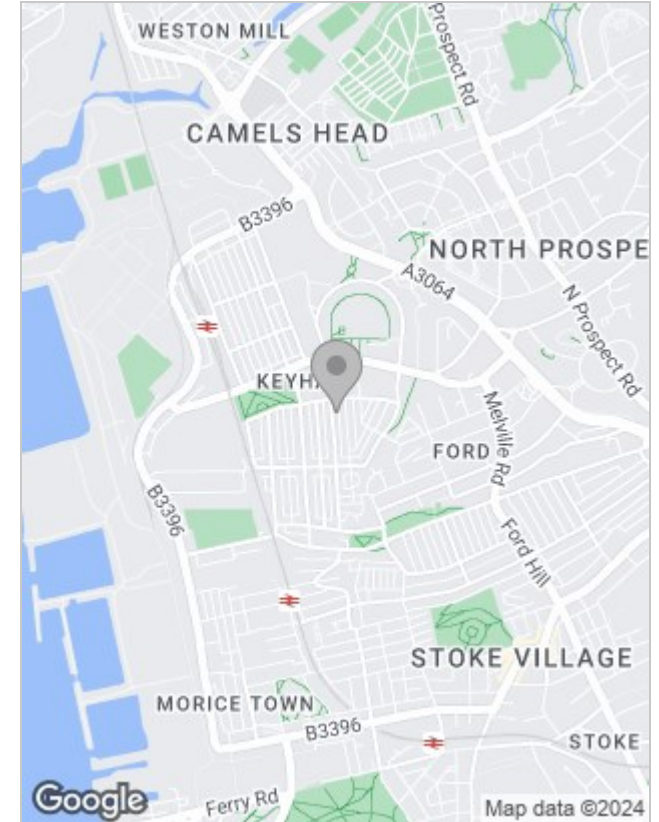 WESTON MILL
Prospect Rd
CAMELS HEAD
B3396
NORTH PROSPE
A3064
N Prospect Rd
KEYHA
Melville Rd
FORD
B3396
Ford Hill
STOKE VILLAGE
MORICE TOWN
B3396
STOKE
Ferry Rd
Google
Map data ©2024